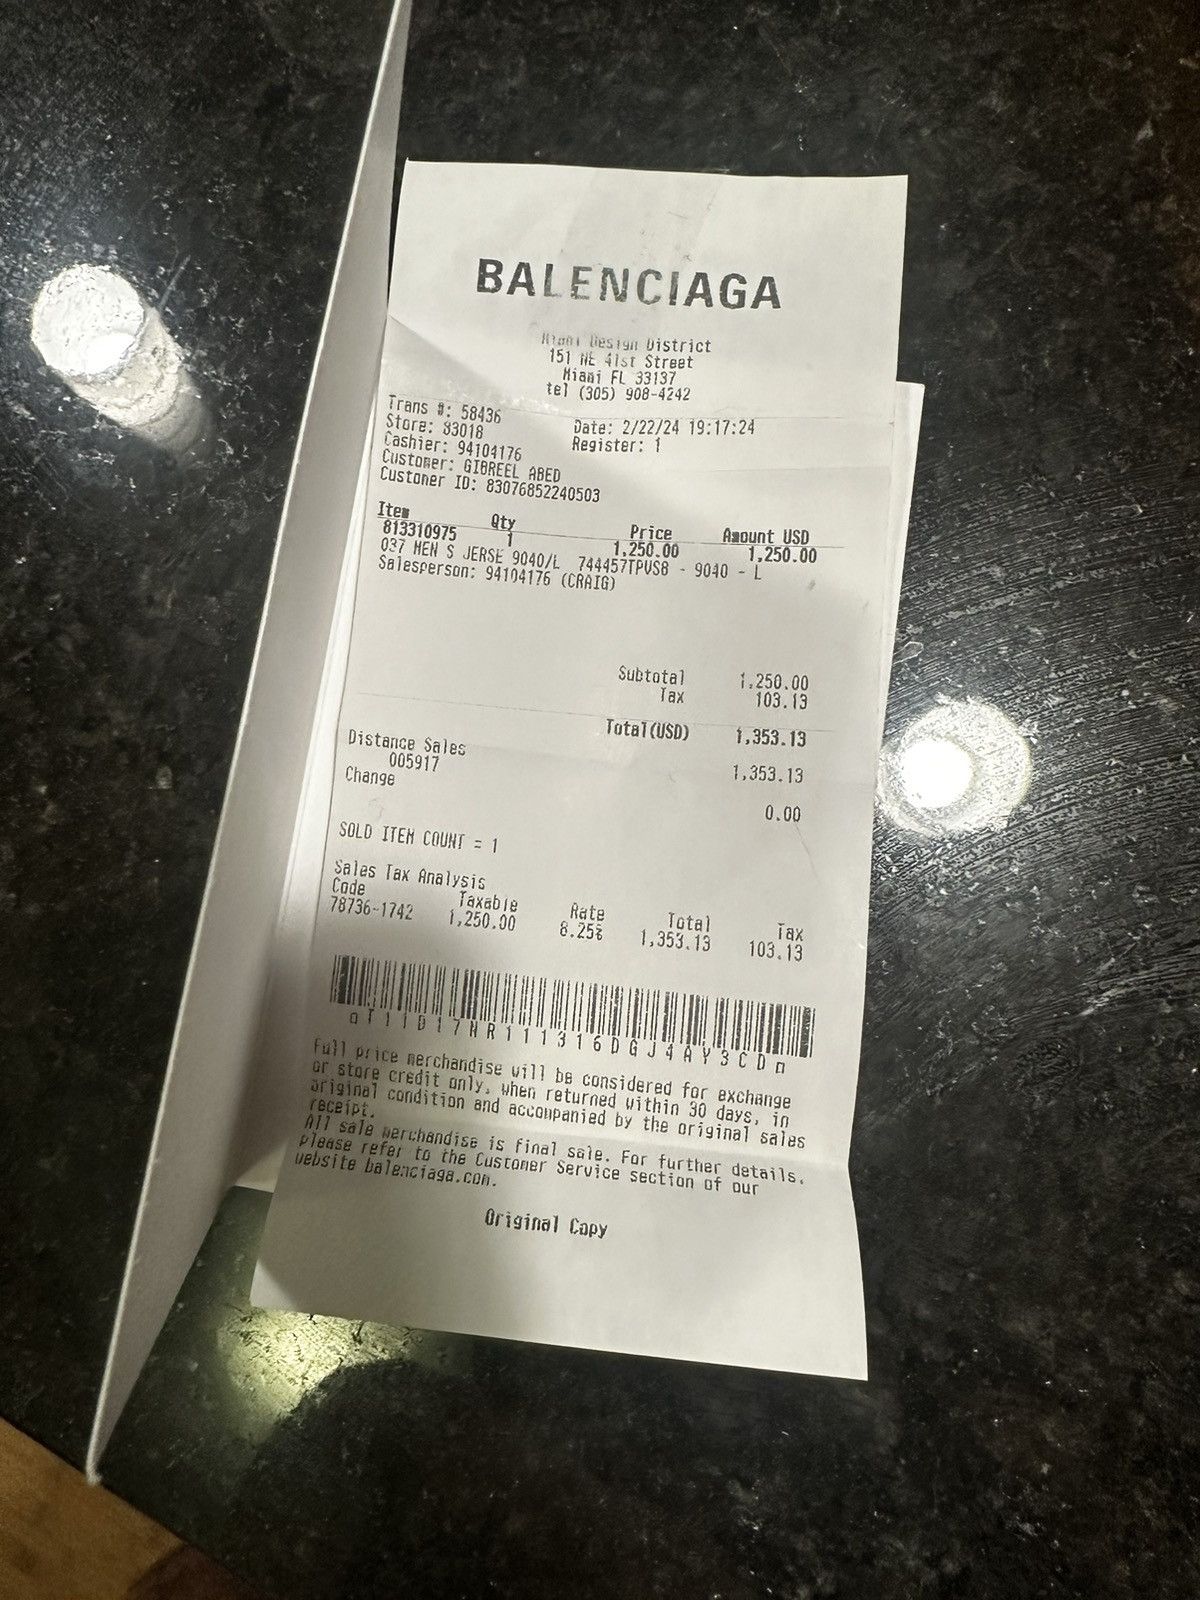 BALENCIAGA
Miami Design District
151 NE 41st Street
Miami FL 33137
tel (305) 908-4242
Trans #: 58436
Store: 83018 Date: 2/22/24 19:17:24
Cashier: 94104176 Register: 1
Customer: GIBREEL ABED
Customer ID: 83076852240503
Item Qty Price Amount USD
813310975 1 1,250.00 1,250.00
037 MEN S JERSE 9040/L 744457TPVS8 - 9040 - L
Salesperson: 94104176 (CRAIG)
Subtotal 1,250.00
Tax 103.13
Total(USD) 1,353.13
Distance Sales 1,353.13
005917
Change 0.00
SOLD ITEM COUNT = 1
Sales Tax Analysis
Code Taxable Rate Total Tax
78736-1742 1,250.00 8.25% 1,353.13 103.13
□T11D17NR111316DGJ4AY3CD□
Full price merchandise will be considered for exchange
or store credit only, when returned within 30 days, in
original condition and accompanied by the original sales
receipt.
All sale merchandise is final sale. For further details,
please refer to the Customer Service section of our
website balenciaga.com.
Original Copy